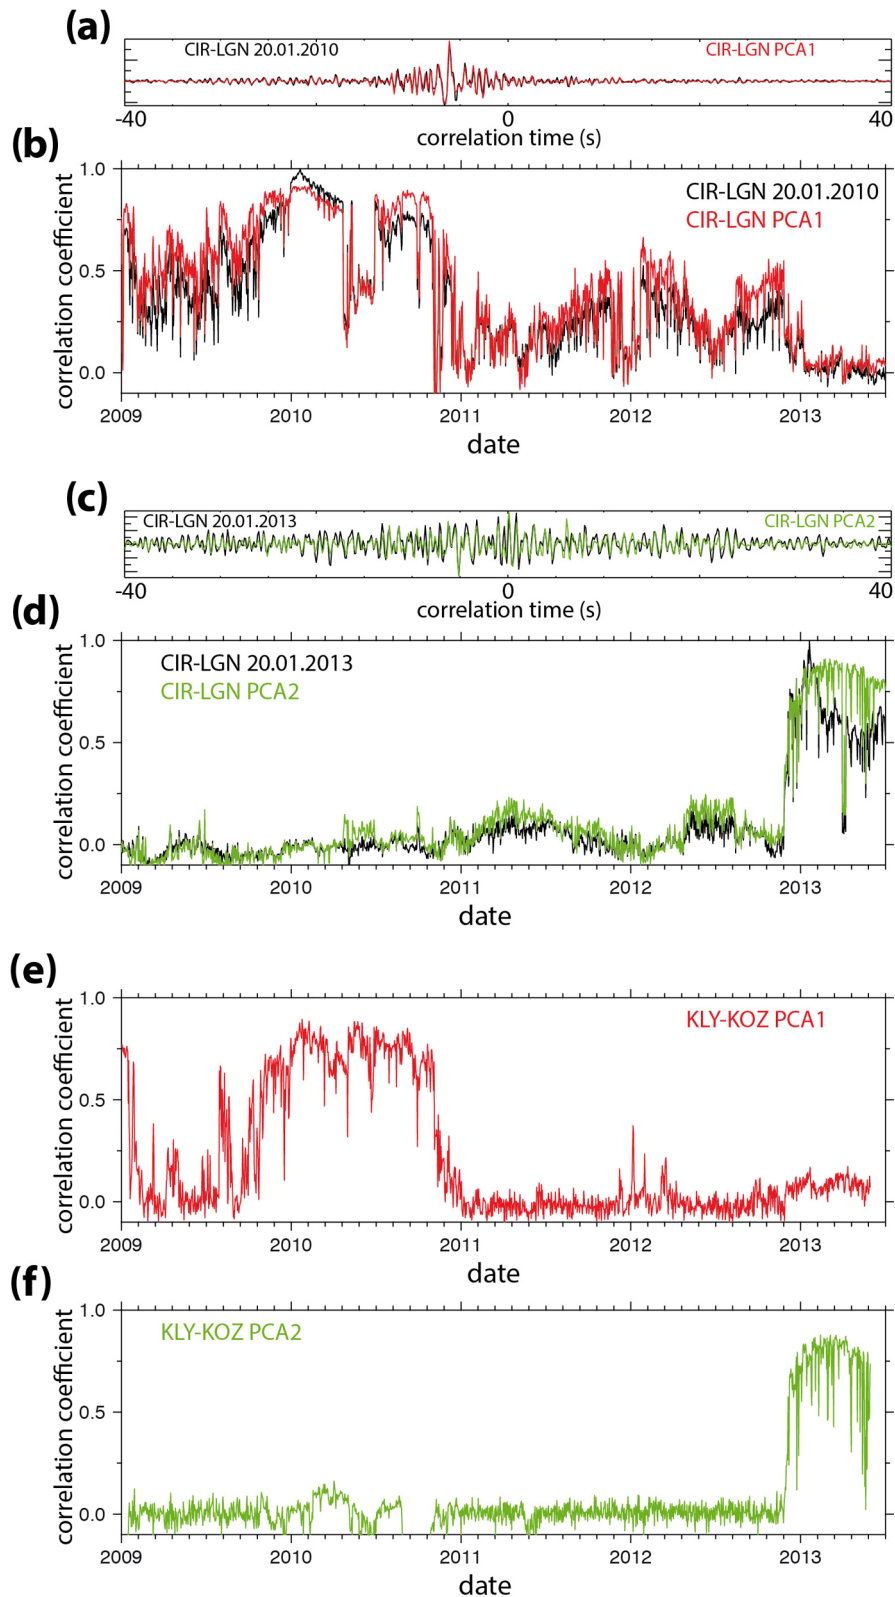 (a)
CIR-LGN 20.01.2010 CIR-LGN PCA1
-40 0 40
correlation time (s)
(b)
correlation coefficient
1.0
0.5
0.0
CIR-LGN 20.01.2010
CIR-LGN PCA1
2009 2010 2011 2012 2013
date
(c)
CIR-LGN 20.01.2013 CIR-LGN PCA2
-40 0 40
correlation time (s)
(d)
correlation coefficient
1.0
0.5
0.0
CIR-LGN 20.01.2013
CIR-LGN PCA2
2009 2010 2011 2012 2013
date
(e)
correlation coefficient
1.0
0.5
0.0
KLY-KOZ PCA1
2009 2010 2011 2012 2013
date
(f)
correlation coefficient
1.0
0.5
0.0
KLY-KOZ PCA2
2009 2010 2011 2012 2013
date